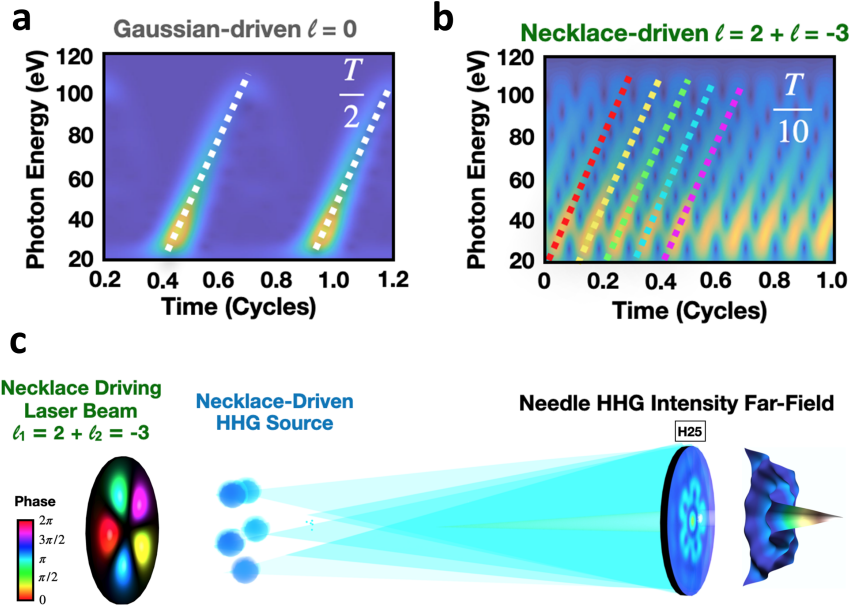 a
Gaussian-driven ℓ = 0
Photon Energy (eV)
120
100
80
60
40
20
T
2
0.2 0.4 0.6 0.8 1.0 1.2
Time (Cycles)
b
Necklace-driven ℓ = 2 + ℓ = -3
Photon Energy (eV)
120
100
80
60
40
20
T
10
0 0.2 0.4 0.6 0.8 1.0
Time (Cycles)
c
Necklace Driving
Laser Beam
ℓ₁ = 2 + ℓ₂ = -3
Phase
2π
3π/2
π
π/2
0
Necklace-Driven
HHG Source
Needle HHG Intensity Far-Field
H25